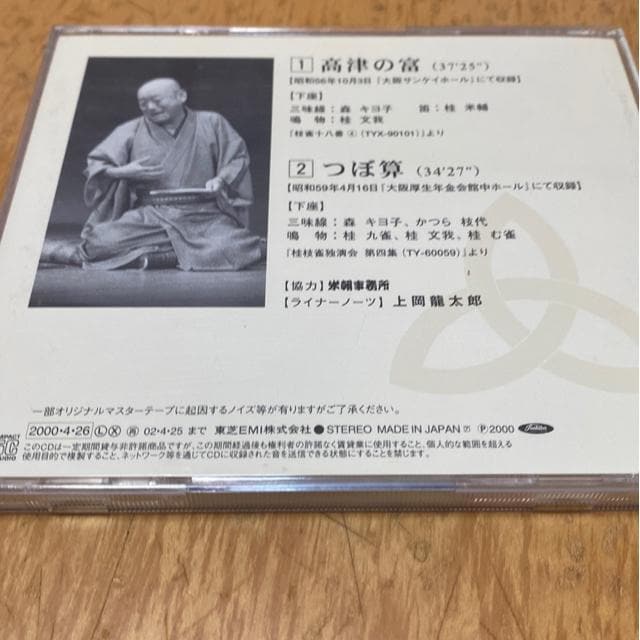 1 高津の富 (37'25")
【昭和56年10月3日「大阪サンケイホール」にて収録】
【下座】
三味線：森 キヨ子 笛：桂 米輔
鳴物：桂 文我
「桂枝雀十八番④(TYX-90101)」より
2 つぼ算 (34'27")
【昭和59年4月16日「大阪厚生年金会館中ホール」にて収録】
【下座】
三味線：森 キヨ子、かつら 枝代
鳴物：桂 九雀、桂 文我、桂 む雀
「桂枝雀独演会 第四集(TY-60059)」より
【協力】米朝事務所
【ライナーノーツ】上岡龍太郎
一部オリジナルマスターテープに起因するノイズ等が有りますがご了承ください。
2000・4・26 Ⓛ Ⓧ ㊐ 02・4・25 まで 東芝EMI株式会社 ● STEREO MADE IN JAPAN ℗2000
このCDは一定期間貸与非許諾商品ですが、この期間経過後も権利者の許諾なく賃貸業に使用すること、個人的な範囲を超える
使用目的で複製すること、ネットワーク等を通じてCDに収録された音を送信できる状態にすることを禁じます。